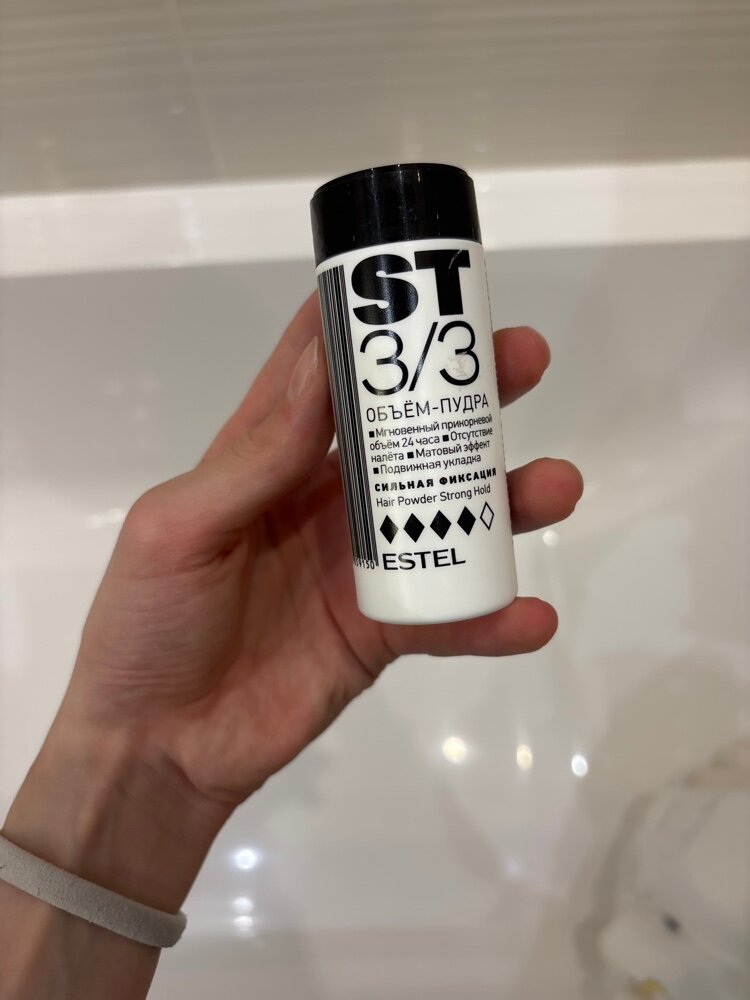 ST
3/3
ОБЪЁМ-ПУДРА
■Мгновенный прикорневой
объём 24 часа ■Отсутствие
налёта ■Матовый эффект
■Подвижная укладка
СИЛЬНАЯ ФИКСАЦИЯ
Hair Powder Strong Hold
ESTEL